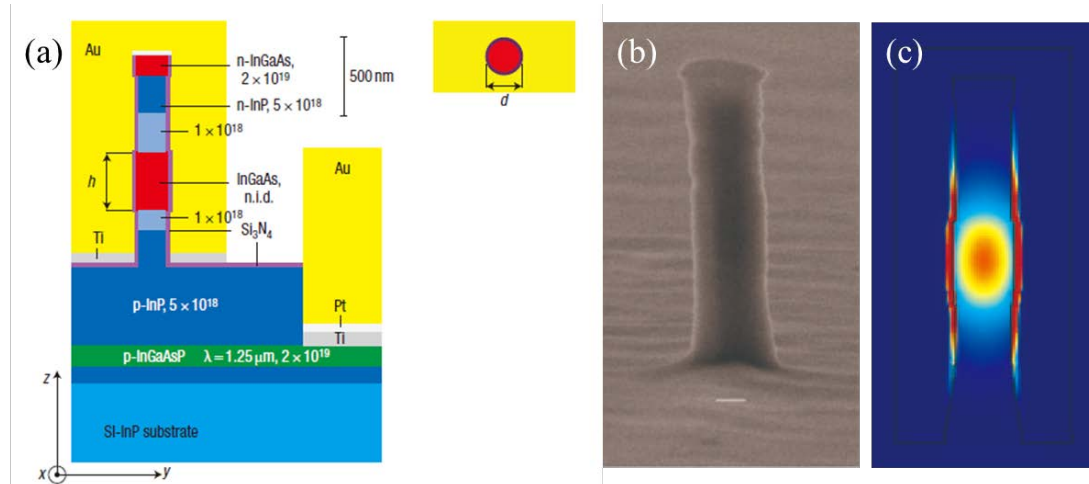 (a)
Au
n-InGaAs,
2 × 10¹⁹
n-InP, 5 × 10¹⁸
1 × 10¹⁸
500 nm
d
h
InGaAs,
n.i.d.
1 × 10¹⁸
Si₃N₄
Ti
Au
p-InP, 5 × 10¹⁸
Pt
Ti
p-InGaAsP λ = 1.25 μm, 2 × 10¹⁹
z
SI-InP substrate
x
y
(b)
(c)